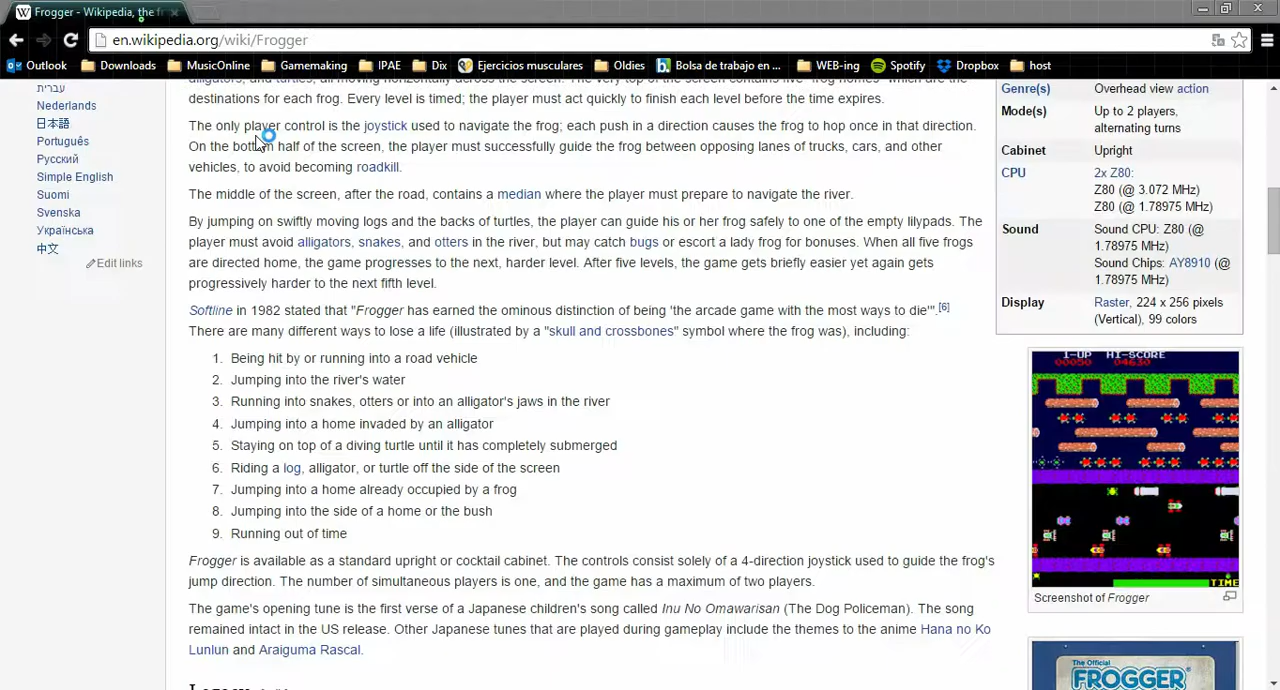 Frogger - Wikipedia, the f
en.wikipedia.org/wiki/Frogger
Outlook Downloads MusicOnline Gamemaking IPAE Dix Ejercicios musculares Oldies Bolsa de trabajo en ... WEB-ing Spotify Dropbox host
עברית
Nederlands
日本語
Português
Русский
Simple English
Suomi
Svenska
Українська
中文
Edit links
alligators, and turtles, all moving horizontally across the screen. The very top of the screen contains five "frog homes" which are the
destinations for each frog. Every level is timed; the player must act quickly to finish each level before the time expires.
The only player control is the joystick used to navigate the frog; each push in a direction causes the frog to hop once in that direction.
On the bottom half of the screen, the player must successfully guide the frog between opposing lanes of trucks, cars, and other
vehicles, to avoid becoming roadkill.
The middle of the screen, after the road, contains a median where the player must prepare to navigate the river.
By jumping on swiftly moving logs and the backs of turtles, the player can guide his or her frog safely to one of the empty lilypads. The
player must avoid alligators, snakes, and otters in the river, but may catch bugs or escort a lady frog for bonuses. When all five frogs
are directed home, the game progresses to the next, harder level. After five levels, the game gets briefly easier yet again gets
progressively harder to the next fifth level.
Softline in 1982 stated that "Frogger has earned the ominous distinction of being 'the arcade game with the most ways to die'".[6]
There are many different ways to lose a life (illustrated by a "skull and crossbones" symbol where the frog was), including:
1. Being hit by or running into a road vehicle
2. Jumping into the river's water
3. Running into snakes, otters or into an alligator's jaws in the river
4. Jumping into a home invaded by an alligator
5. Staying on top of a diving turtle until it has completely submerged
6. Riding a log, alligator, or turtle off the side of the screen
7. Jumping into a home already occupied by a frog
8. Jumping into the side of a home or the bush
9. Running out of time
Frogger is available as a standard upright or cocktail cabinet. The controls consist solely of a 4-direction joystick used to guide the frog's
jump direction. The number of simultaneous players is one, and the game has a maximum of two players.
The game's opening tune is the first verse of a Japanese children's song called Inu No Omawarisan (The Dog Policeman). The song
remained intact in the US release. Other Japanese tunes that are played during gameplay include the themes to the anime Hana no Ko
Lunlun and Araiguma Rascal.
Genre(s) Overhead view action
Mode(s) Up to 2 players,
alternating turns
Cabinet Upright
CPU 2x Z80:
Z80 (@ 3.072 MHz)
Z80 (@ 1.78975 MHz)
Sound Sound CPU: Z80 (@
1.78975 MHz)
Sound Chips: AY8910 (@
1.78975 MHz)
Display Raster, 224 x 256 pixels
(Vertical), 99 colors
1-UP HI-SCORE
00050 04630
TIME
Screenshot of Frogger
The Official
FROGGER